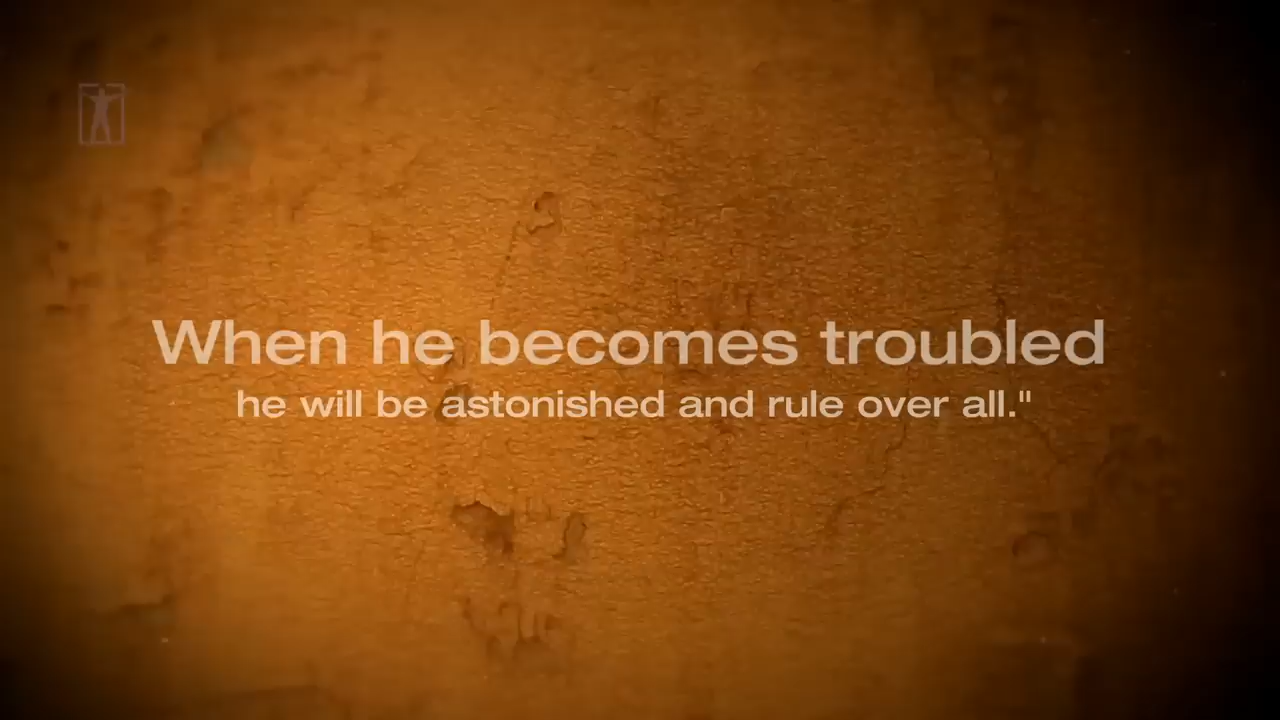 When he becomes troubled
he will be astonished and rule over all."